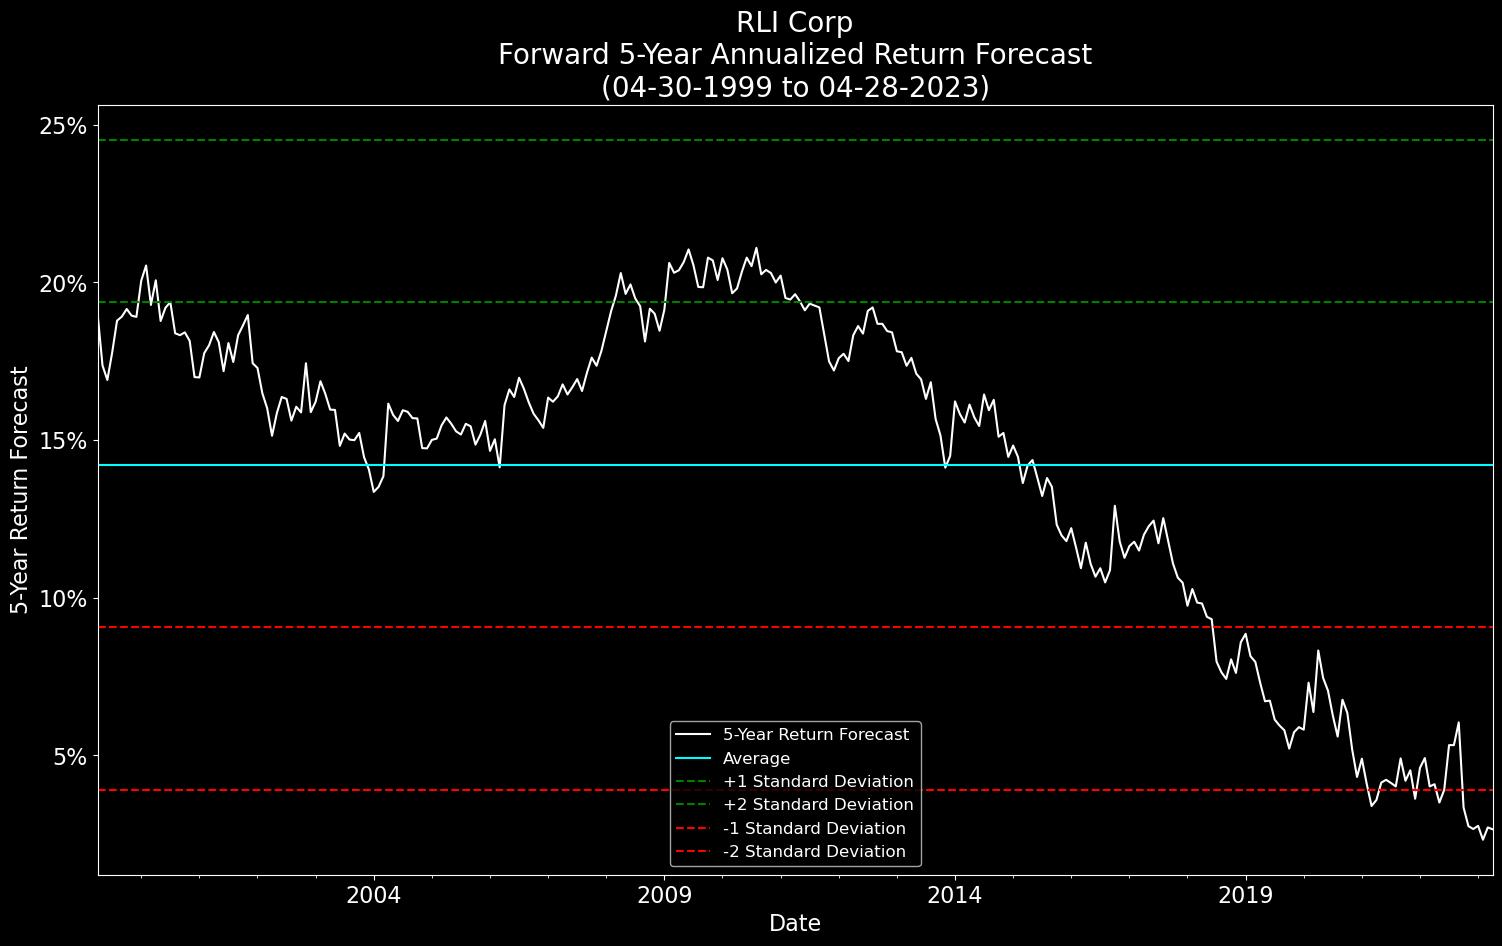 RLI Corp
Forward 5-Year Annualized Return Forecast
(04-30-1999 to 04-28-2023)
25%
20%
15%
10%
5%
5-Year Return Forecast
5-Year Return Forecast
Average
+1 Standard Deviation
+2 Standard Deviation
-1 Standard Deviation
-2 Standard Deviation
2004
2009
2014
2019
Date